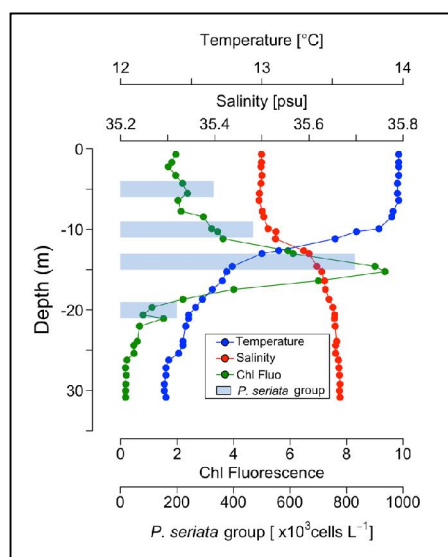 Temperature [°C]
12 13 14
Salinity [psu]
35.2 35.4 35.6 35.8
0
-10
-20
30
Depth (m)
Temperature
Salinity
Chl Fluo
P. seriata group
0 2 4 6 8 10
Chl Fluorescence
0 200 400 600 800 1000
P. seriata group [ x10³cells L⁻¹]